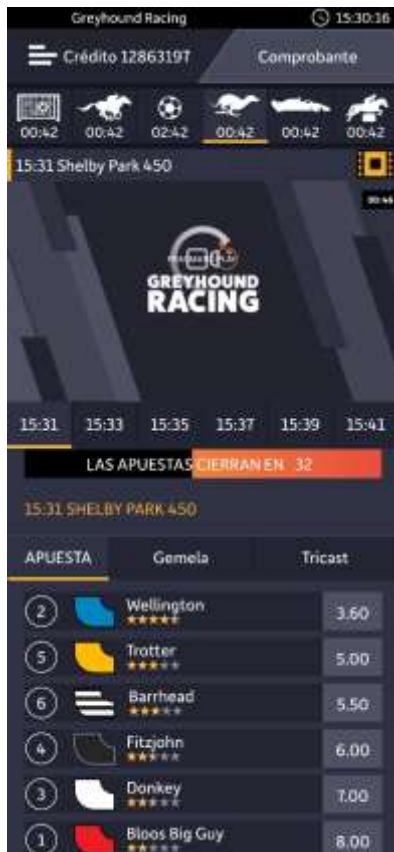 Greyhound Racing 15:30:16
Crédito 12863197 Comprobante
00:42 00:42 02:42 00:42 00:42 00:42
15:31 Shelby Park 450
GREYHOUND
RACING
15:31 15:33 15:35 15:37 15:39 15:41
LAS APUESTAS CIERRAN EN 32
15:31 SHELBY PARK 450
APUESTA Gemela Tricast
2 Wellington 3.60
5 Trotter 5.00
6 Barrhead 5.50
4 Fitzjohn 6.00
3 Donkey 7.00
1 Bloos Big Guy 8.00